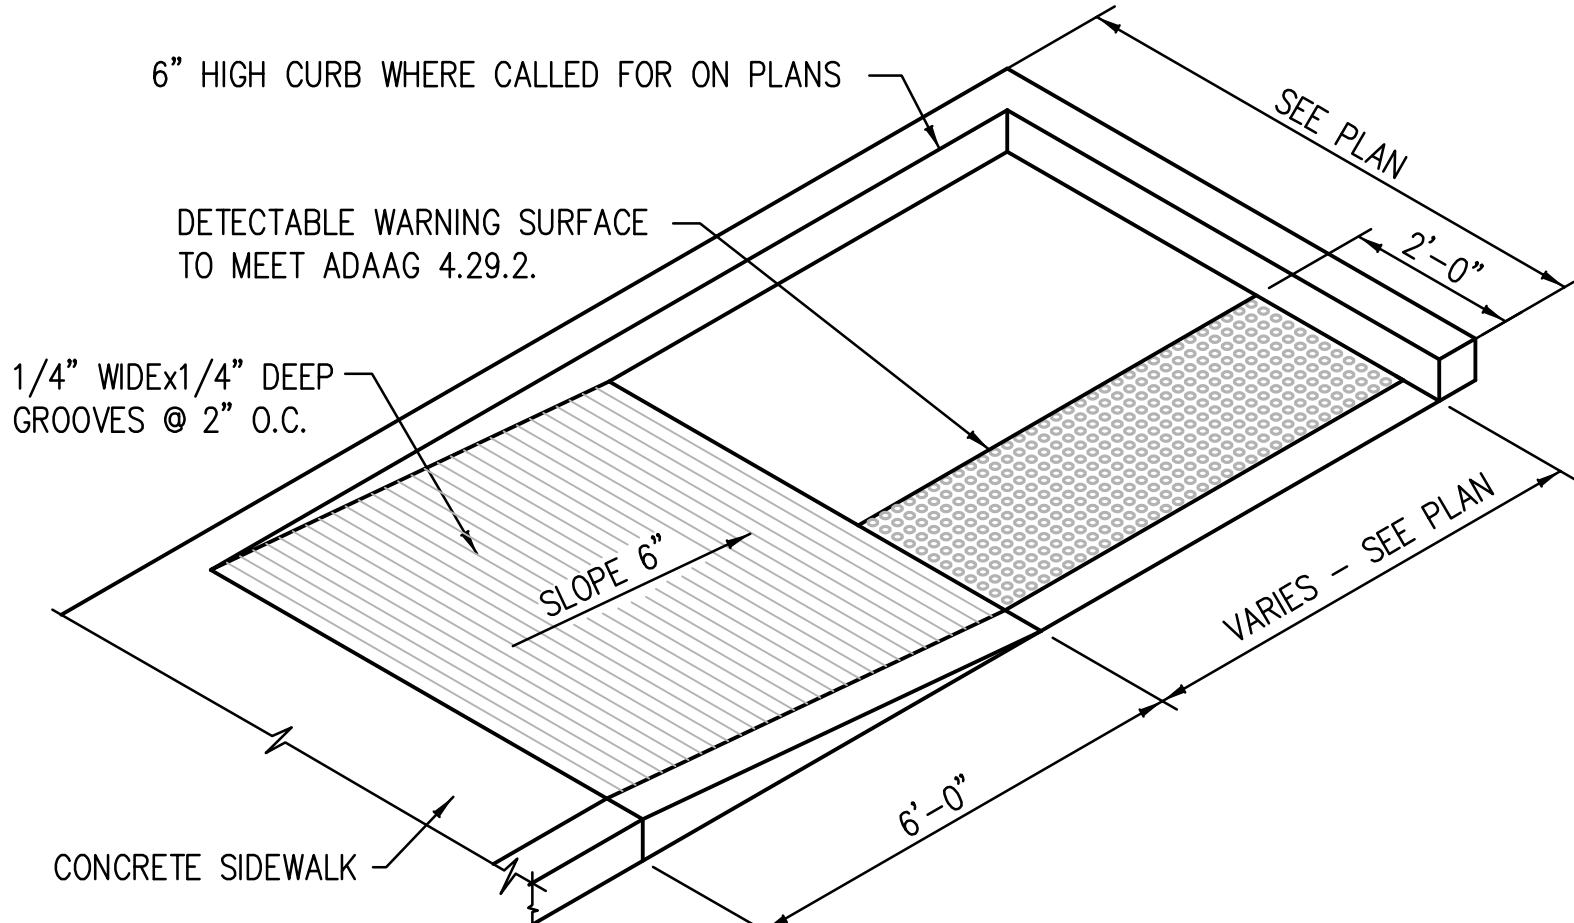 6” HIGH CURB WHERE CALLED FOR ON PLANS
SEE PLAN
DETECTABLE WARNING SURFACE
TO MEET ADAAG 4.29.2.
2’-0”
1/4” WIDEx1/4” DEEP
GROOVES @ 2” O.C.
SLOPE 6”
VARIES - SEE PLAN
6’-0”
CONCRETE SIDEWALK